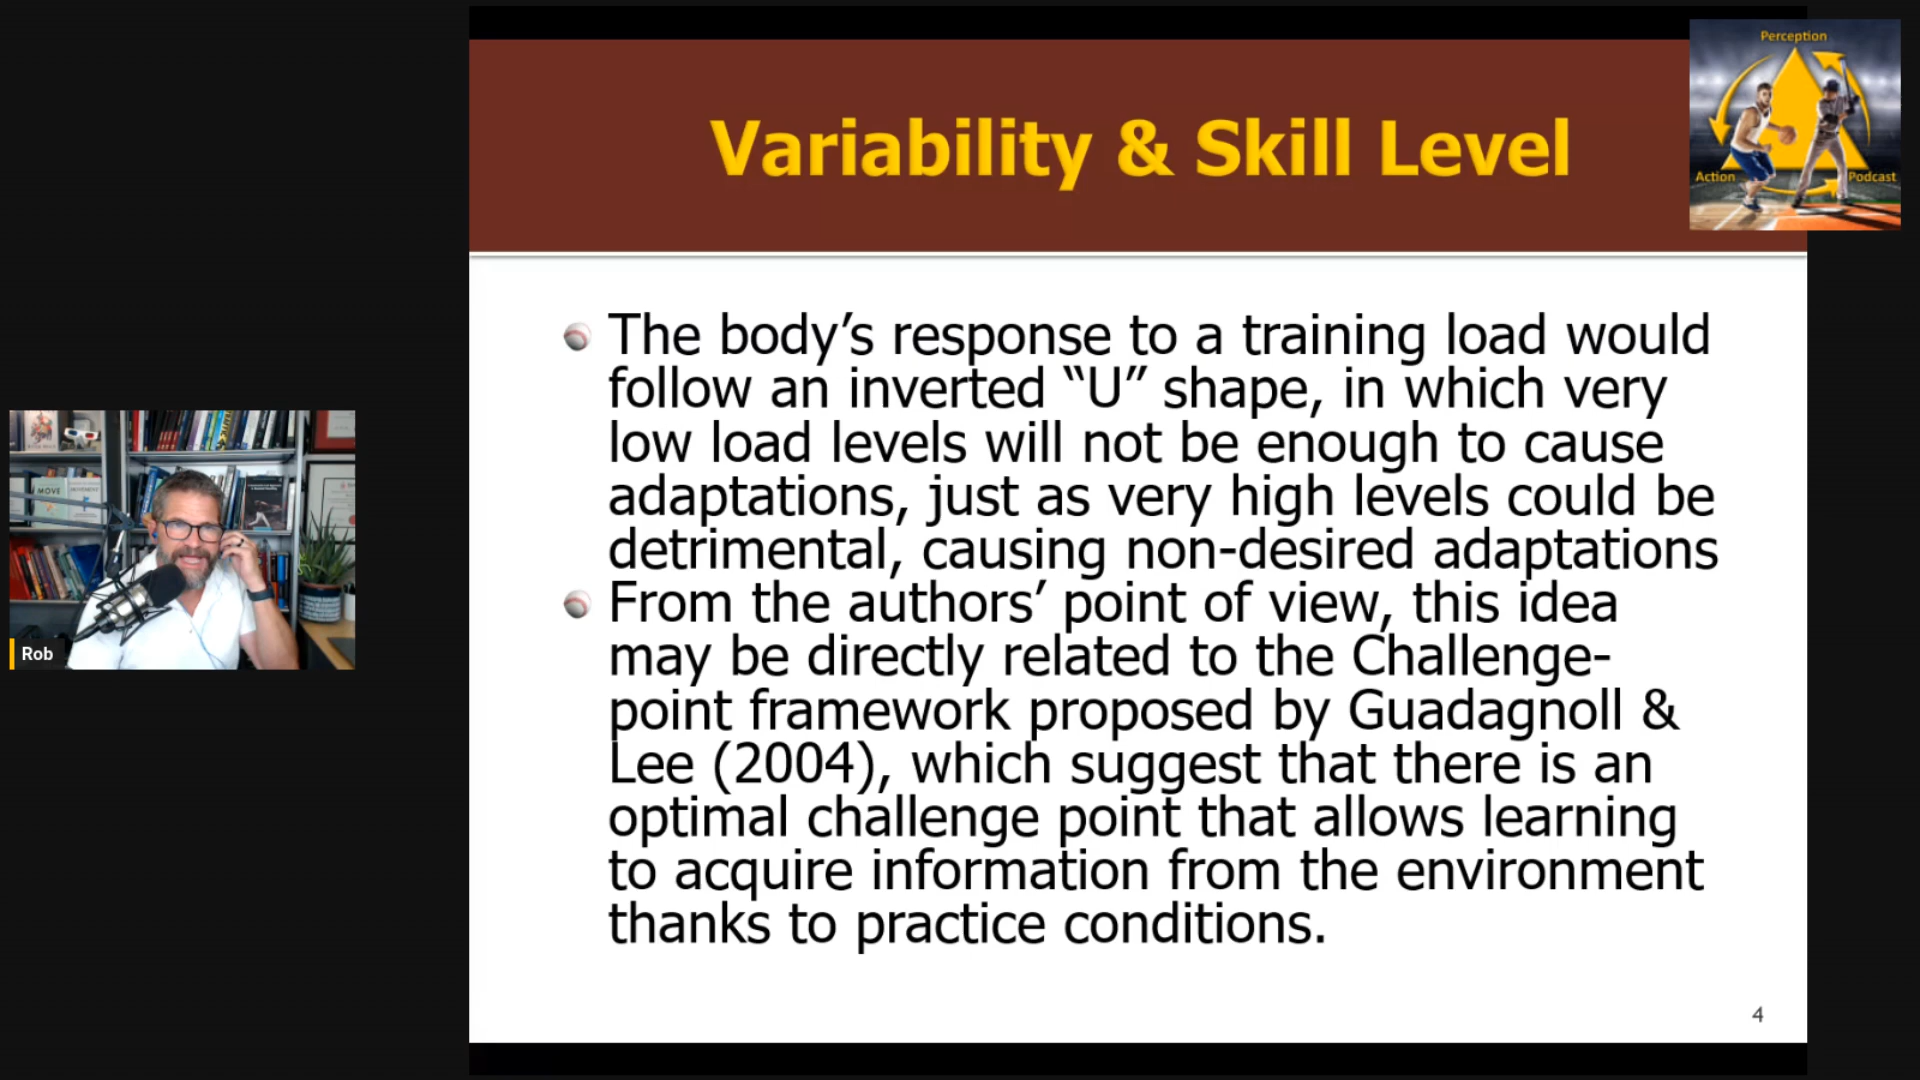 Perception
Action
Podcast
Variability & Skill Level
The body’s response to a training load would
follow an inverted “U” shape, in which very
low load levels will not be enough to cause
adaptations, just as very high levels could be
detrimental, causing non-desired adaptations
From the authors’ point of view, this idea
may be directly related to the Challenge-
point framework proposed by Guadagnoll &
Lee (2004), which suggest that there is an
optimal challenge point that allows learning
to acquire information from the environment
thanks to practice conditions.
4
MOVE
Rob